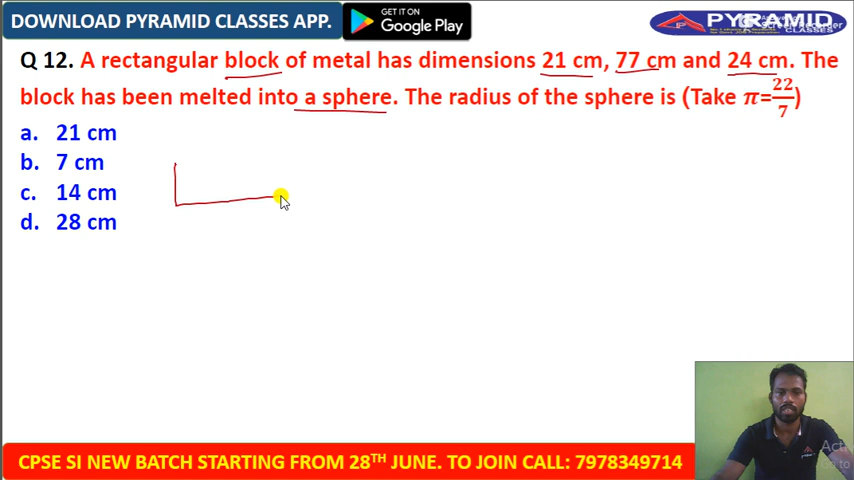 DOWNLOAD PYRAMID CLASSES APP.
GET IT ON
Google Play
PYRAMID
CLASSES
Q 12. A rectangular block of metal has dimensions 21 cm, 77 cm and 24 cm. The
block has been melted into a sphere. The radius of the sphere is (Take π=22/7)
a. 21 cm
b. 7 cm
c. 14 cm
d. 28 cm
CPSE SI NEW BATCH STARTING FROM 28TH JUNE. TO JOIN CALL: 7978349714